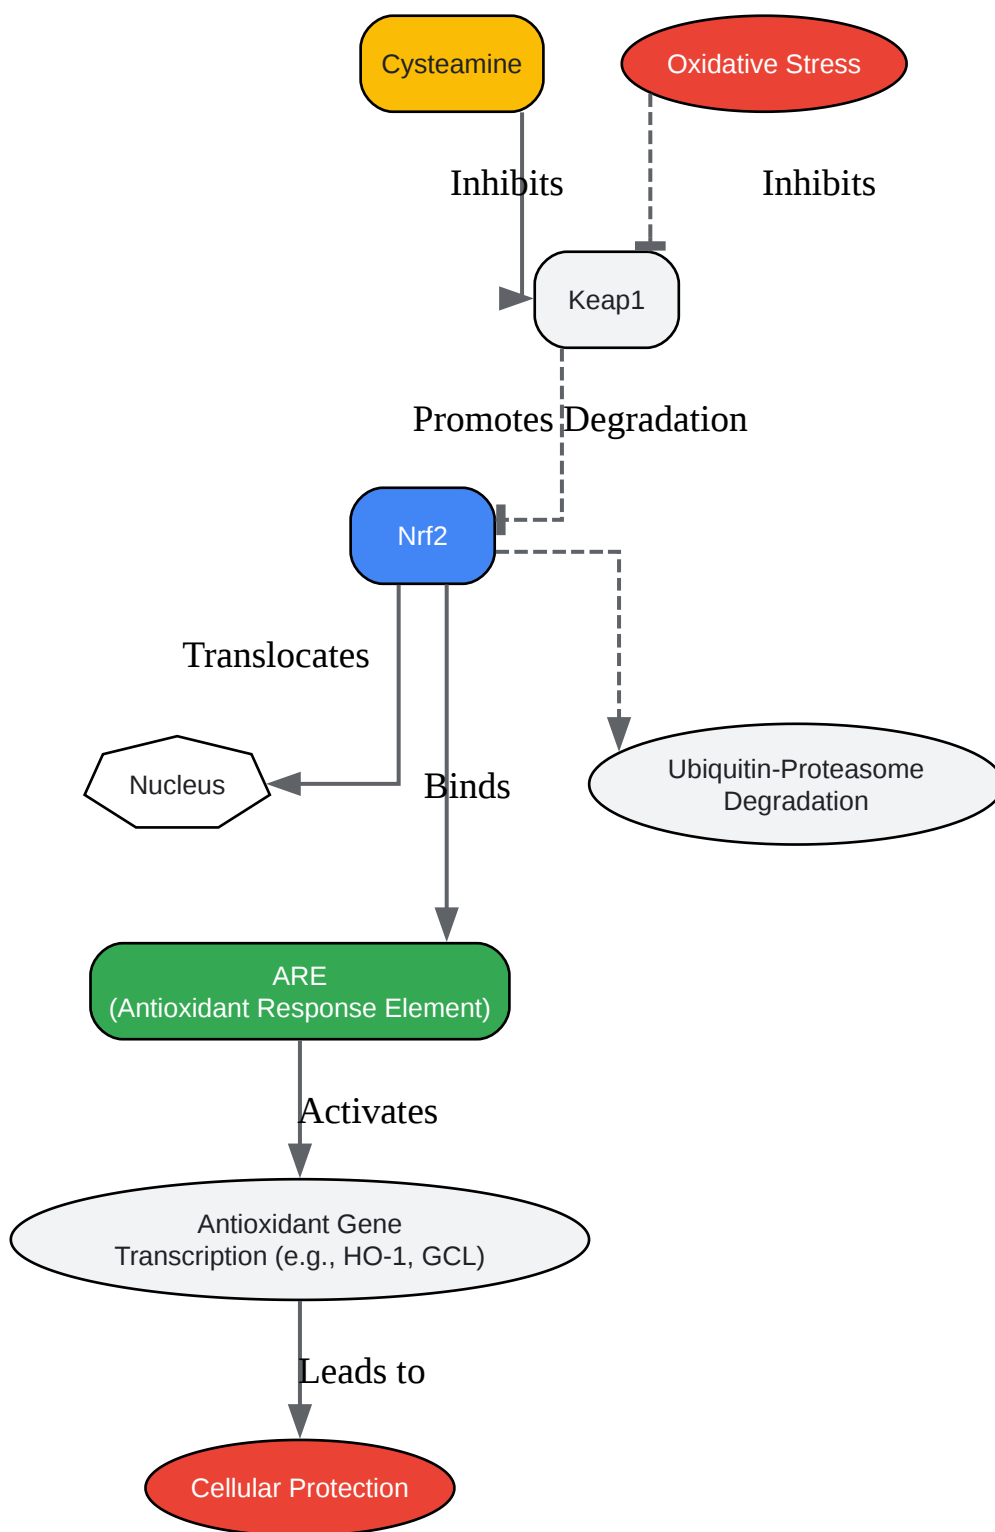 Cysteamine
Oxidative Stress
Inhibits
Inhibits
Keap1
Promotes Degradation
Nrf2
Translocates
Nucleus
Binds
Ubiquitin-Proteasome
Degradation
ARE
(Antioxidant Response Element)
Activates
Antioxidant Gene
Transcription (e.g., HO-1, GCL)
Leads to
Cellular Protection